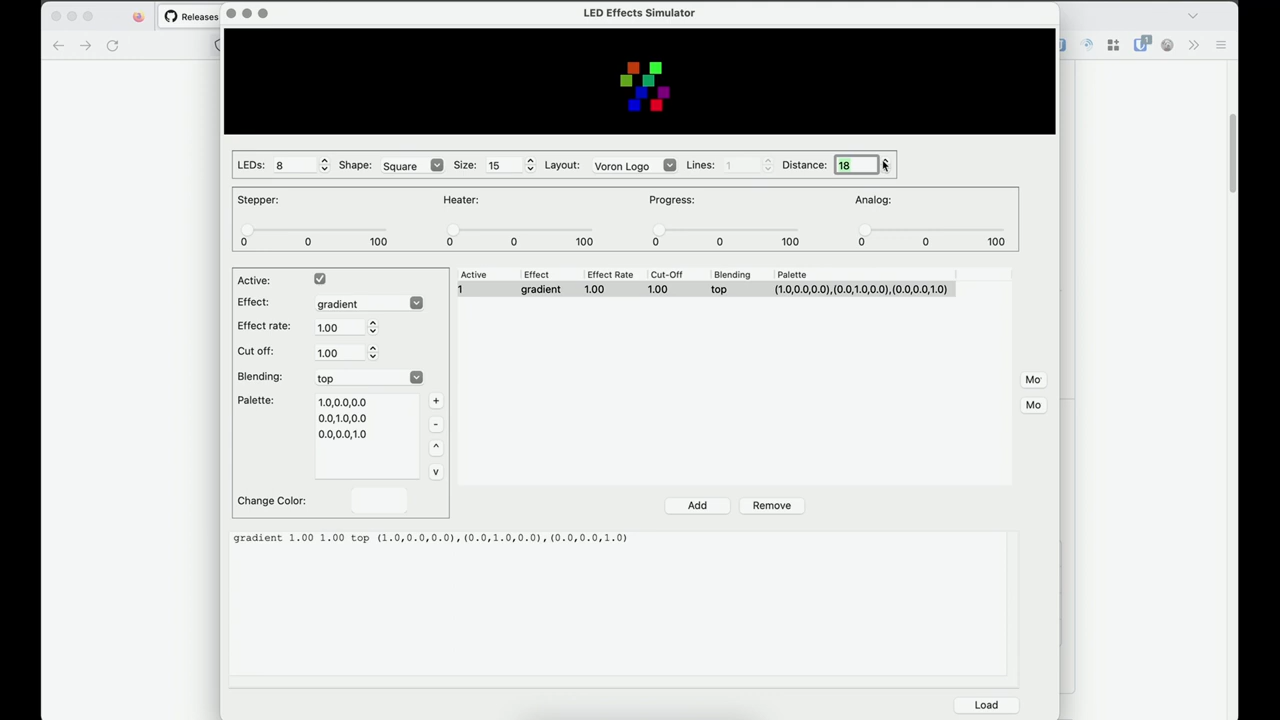 Releases
LED Effects Simulator
1
LEDs: 8 Shape: Square Size: 15 Layout: Voron Logo Lines: 1 Distance: 18
Stepper: Heater: Progress: Analog:
0 0 100 0 0 100 0 0 100 0 0 100
Active:
Effect: gradient
Effect rate: 1.00
Cut off: 1.00
Blending: top
Palette: 1.0,0.0,0.0
0.0,1.0,0.0
0.0,0.0,1.0
+
-
^
v
Change Color:
Active Effect Effect Rate Cut-Off Blending Palette
1 gradient 1.00 1.00 top (1.0,0.0,0.0),(0.0,1.0,0.0),(0.0,0.0,1.0)
Mo
Mo
Add Remove
gradient 1.00 1.00 top (1.0,0.0,0.0),(0.0,1.0,0.0),(0.0,0.0,1.0)
Load